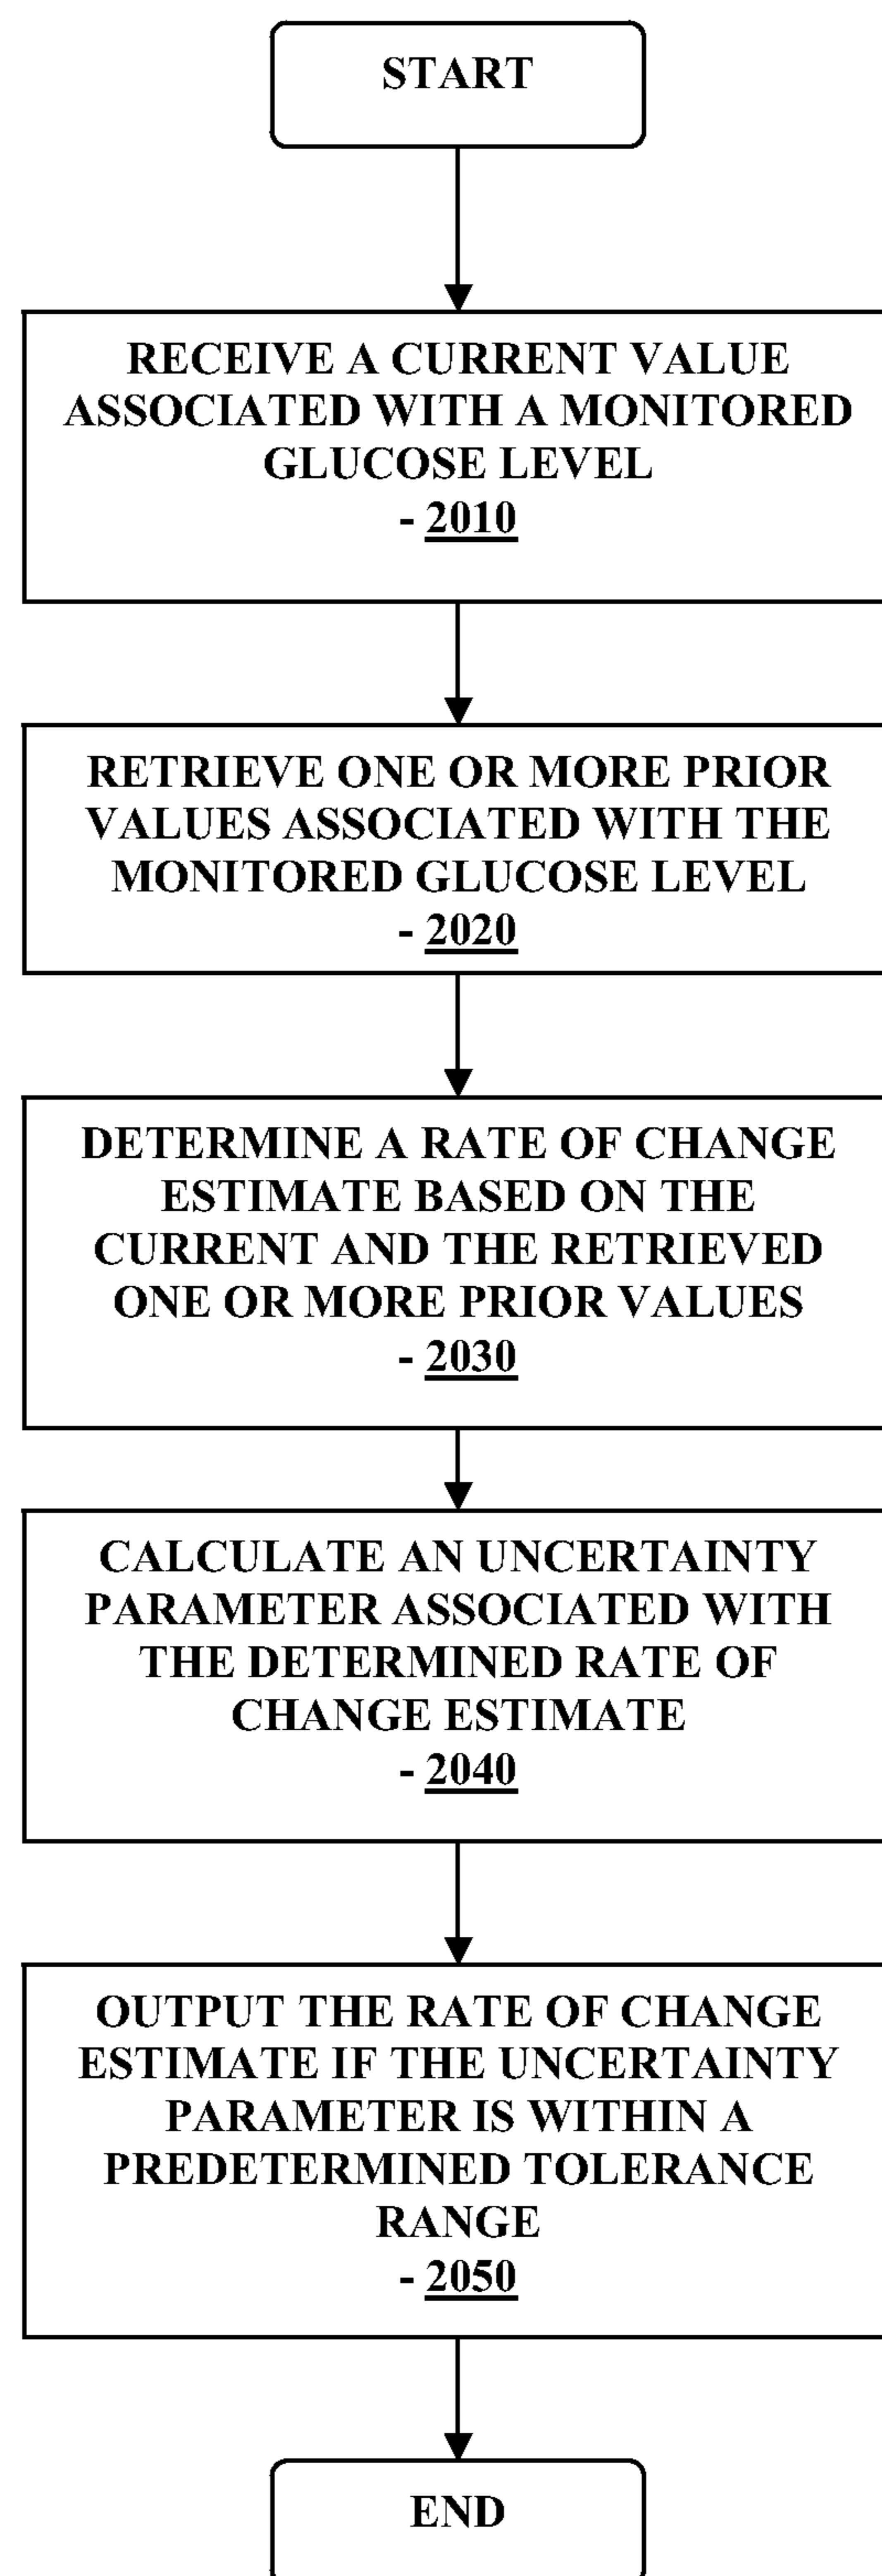 START
RECEIVE A CURRENT VALUE
ASSOCIATED WITH A MONITORED
GLUCOSE LEVEL
- 2010
RETRIEVE ONE OR MORE PRIOR
VALUES ASSOCIATED WITH THE
MONITORED GLUCOSE LEVEL
- 2020
DETERMINE A RATE OF CHANGE
ESTIMATE BASED ON THE
CURRENT AND THE RETRIEVED
ONE OR MORE PRIOR VALUES
- 2030
CALCULATE AN UNCERTAINTY
PARAMETER ASSOCIATED WITH
THE DETERMINED RATE OF
CHANGE ESTIMATE
- 2040
OUTPUT THE RATE OF CHANGE
ESTIMATE IF THE UNCERTAINTY
PARAMETER IS WITHIN A
PREDETERMINED TOLERANCE
RANGE
- 2050
END